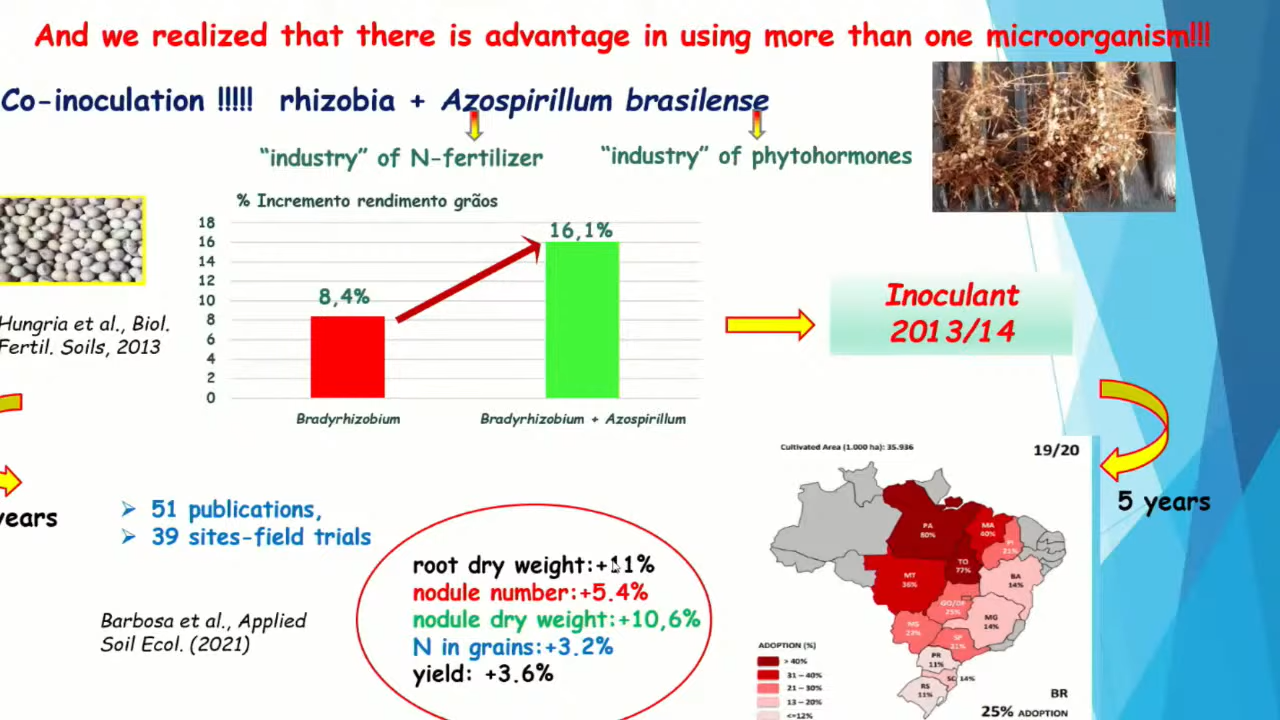 And we realized that there is advantage in using more than one microorganism!!!
Co-inoculation !!!!! rhizobia + Azospirillum brasilense
"industry" of N-fertilizer
"industry" of phytohormones
% Incremento rendimento grãos
18
16
14
12
10
8
6
4
2
0
8,4%
16,1%
Bradyrhizobium
Bradyrhizobium + Azospirillum
Hungria et al., Biol.
Fertil. Soils, 2013
Inoculant
2013/14
5 years
years
51 publications,
39 sites-field trials
Barbosa et al., Applied
Soil Ecol. (2021)
root dry weight:+11%
nodule number:+5.4%
nodule dry weight:+10,6%
N in grains:+3.2%
yield: +3.6%
Cultivated Area (1.000 ha): 35.936
19/20
PA
80%
MA
40%
PI
21%
TO
77%
MT
36%
BA
14%
GO/DF
25%
MG
14%
MS
23%
SP
21%
PR
11%
SC 14%
RS
11%
ADOPTION (%)
> 40%
31 – 40%
21 – 30%
13 – 20%
<=12%
BR
25% ADOPTION